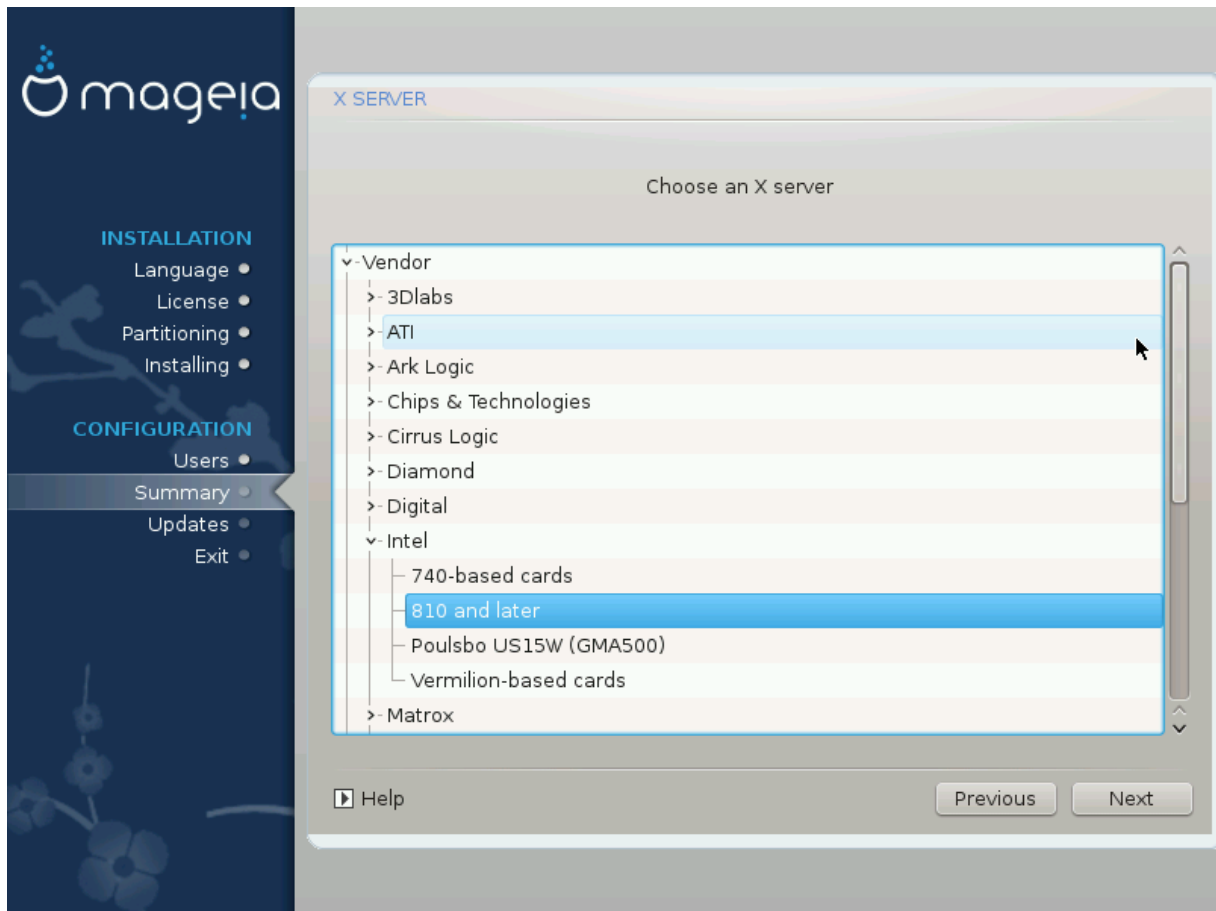 mageia
INSTALLATION
Language
License
Partitioning
Installing
CONFIGURATION
Users
Summary
Updates
Exit
X SERVER
Choose an X server
Vendor
3Dlabs
ATI
Ark Logic
Chips & Technologies
Cirrus Logic
Diamond
Digital
Intel
740-based cards
810 and later
Poulsbo US15W (GMA500)
Vermilion-based cards
Matrox
Help
Previous
Next